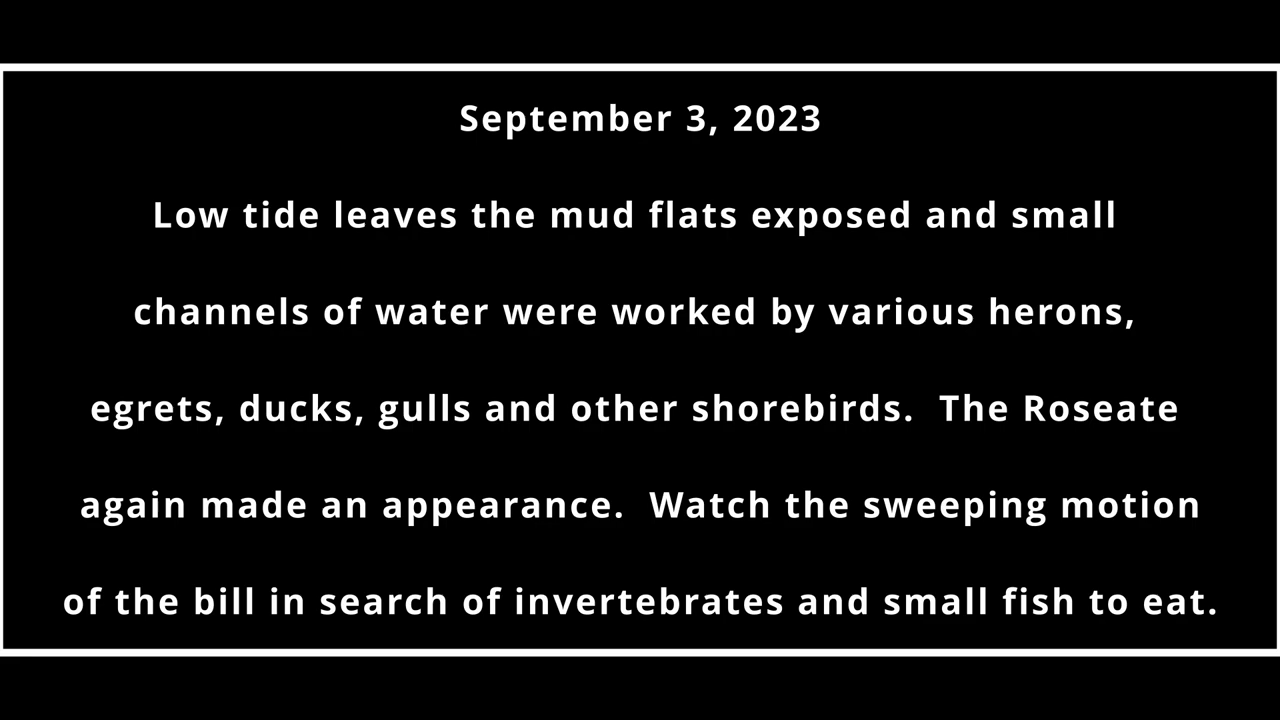 September 3, 2023
Low tide leaves the mud flats exposed and small
channels of water were worked by various herons,
egrets, ducks, gulls and other shorebirds.  The Roseate
again made an appearance.  Watch the sweeping motion
of the bill in search of invertebrates and small fish to eat.